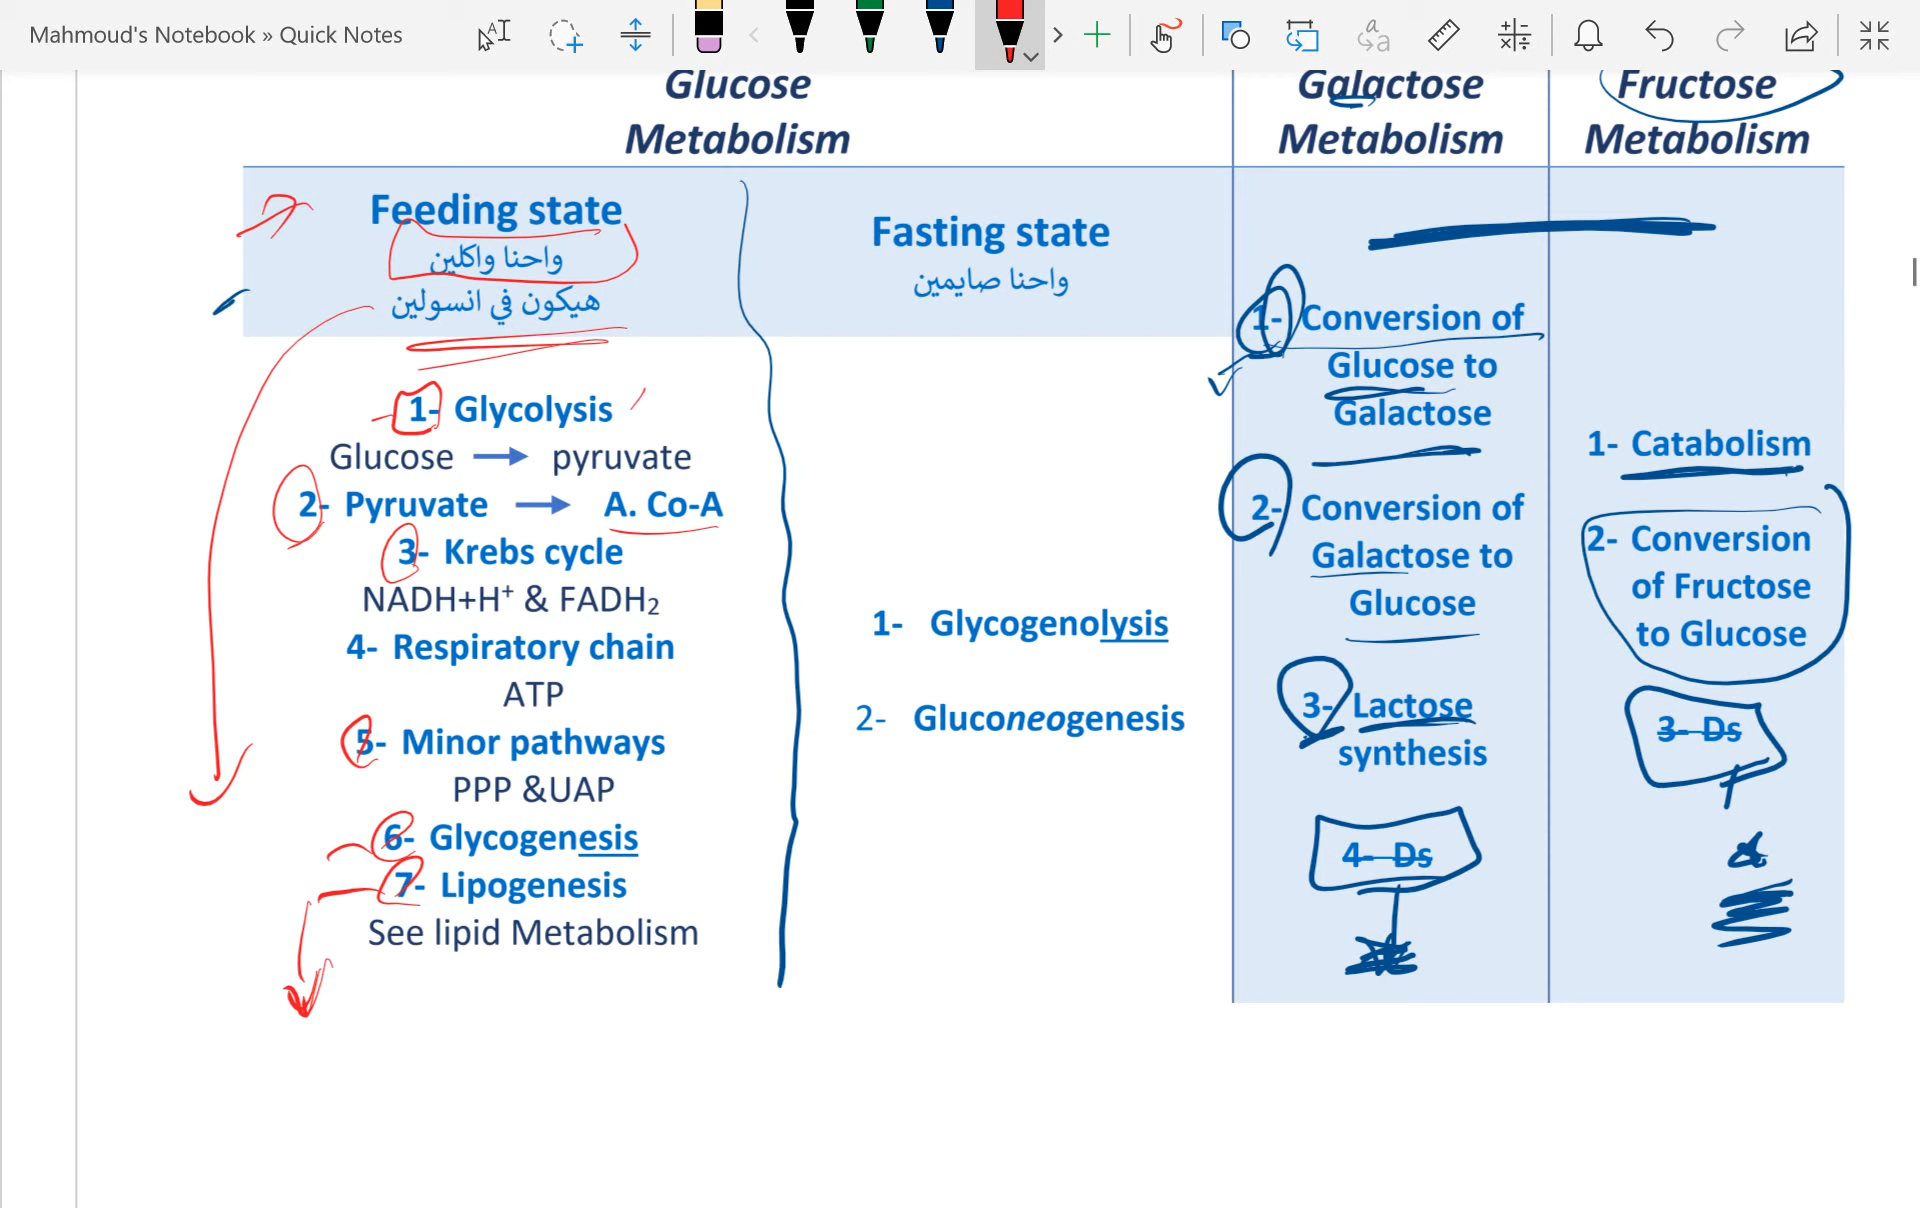 Mahmoud's Notebook » Quick Notes
Glucose
Metabolism
Galactose
Metabolism
Fructose
Metabolism
Feeding state
واحنا واكلين
هيكون في انسولين
Fasting state
واحنا صايمين
1- Glycolysis
Glucose → pyruvate
2- Pyruvate → A. Co-A
3- Krebs cycle
NADH+H⁺ & FADH₂
4- Respiratory chain
ATP
5- Minor pathways
PPP &UAP
6- Glycogenesis
7- Lipogenesis
See lipid Metabolism
1- Glycogenolysis
2- Gluconeogenesis
1- Conversion of
Glucose to
Galactose
2- Conversion of
Galactose to
Glucose
3- Lactose
synthesis
4- Ds
1- Catabolism
2- Conversion
of Fructose
to Glucose
3- Ds